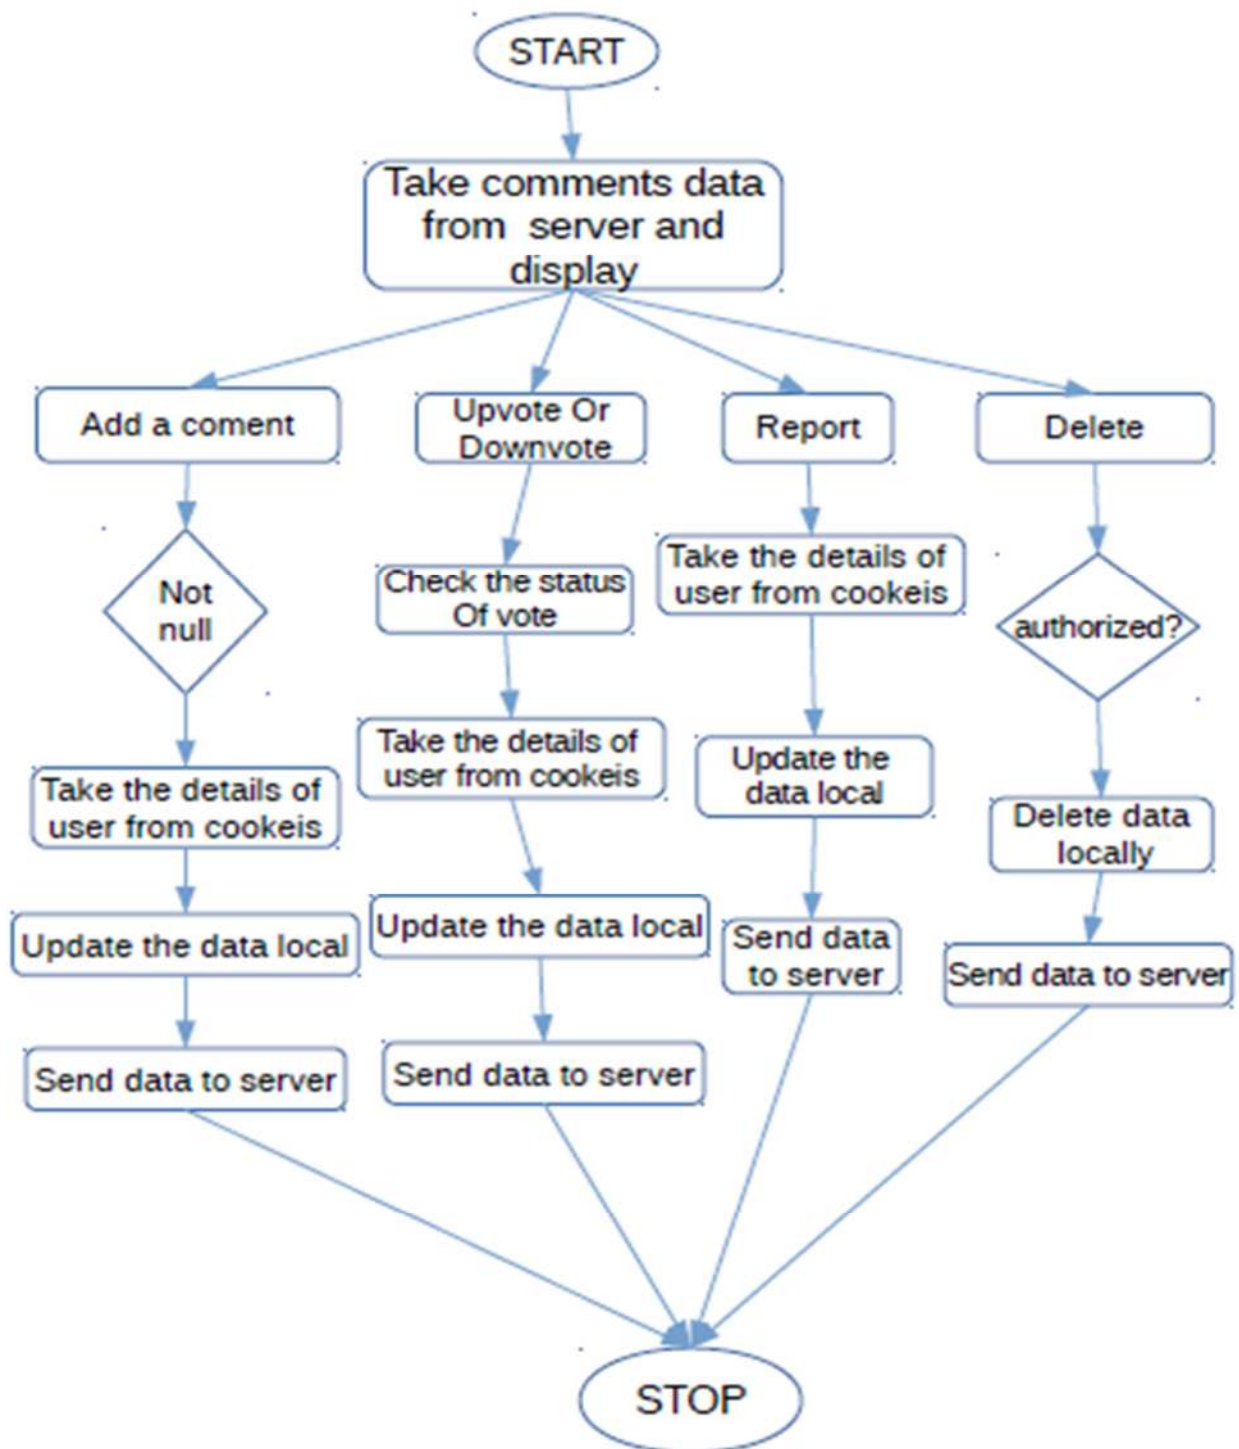 START
Take comments data
from server and
display
Add a coment
Upvote Or
Downvote
Report
Delete
Not
null
Check the status
Of vote
Take the details of
user from cookeis
authorized?
Take the details of
user from cookeis
Take the details of
user from cookeis
Update the
data local
Delete data
locally
Update the data local
Update the data local
Send data
to server
Send data to server
Send data to server
Send data to server
STOP